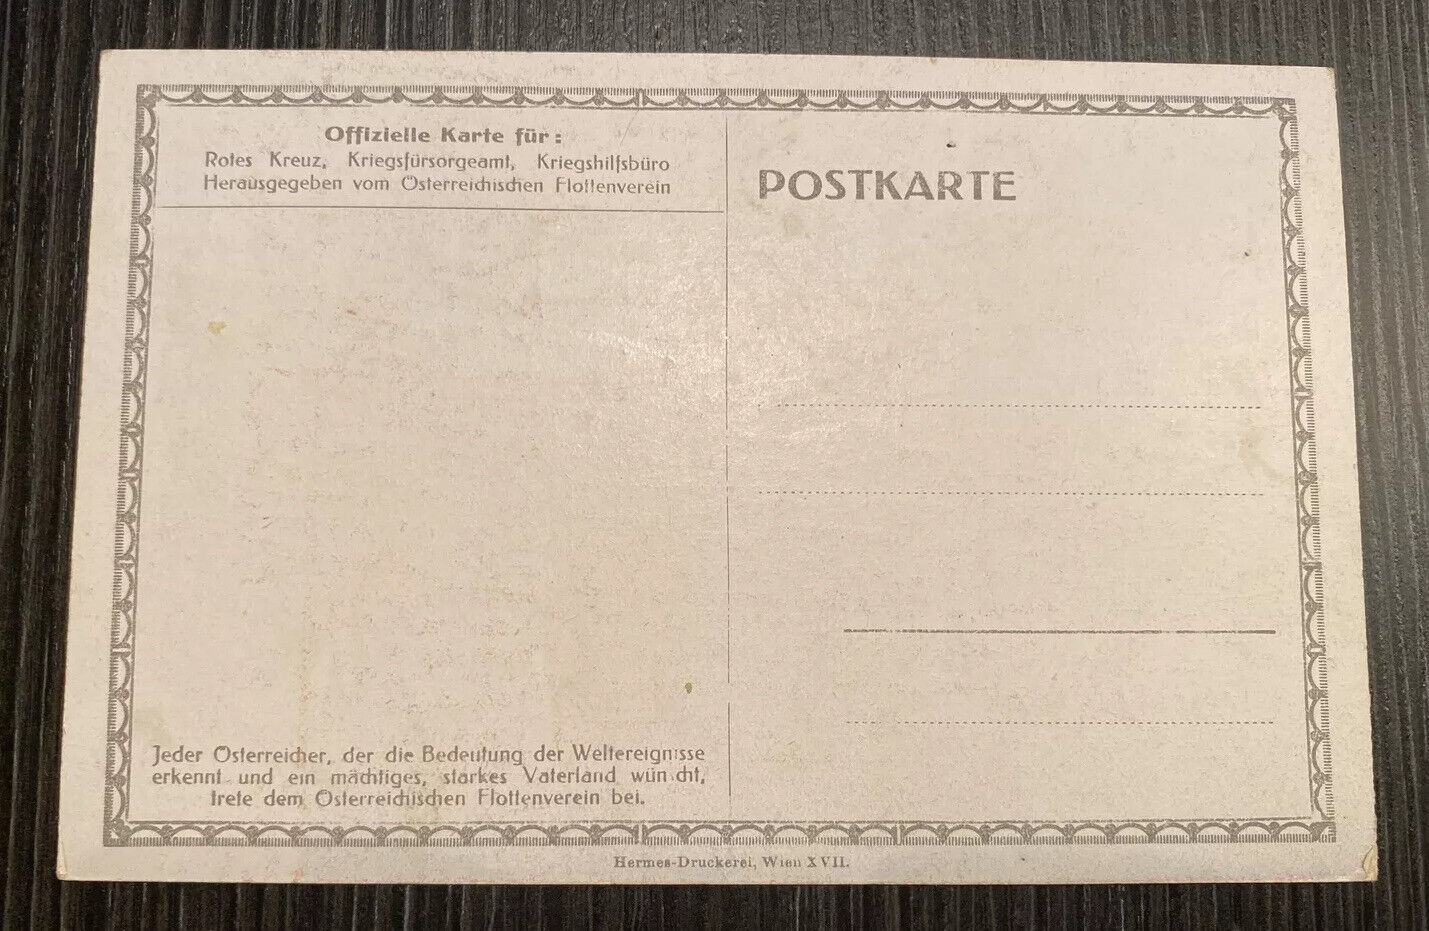 Offizielle Karte für:
Rotes Kreuz, Kriegsfürsorgeamt, Kriegshilfsbüro
Herausgegeben vom Österreichischen Flottenverein
POSTKARTE
Jeder Österreicher, der die Bedeutung der Weltereignisse
erkennt und ein mächtiges, starkes Vaterland wünscht,
trete dem Österreichischen Flottenverein bei.
Hermes-Druckerei, Wien XVII.